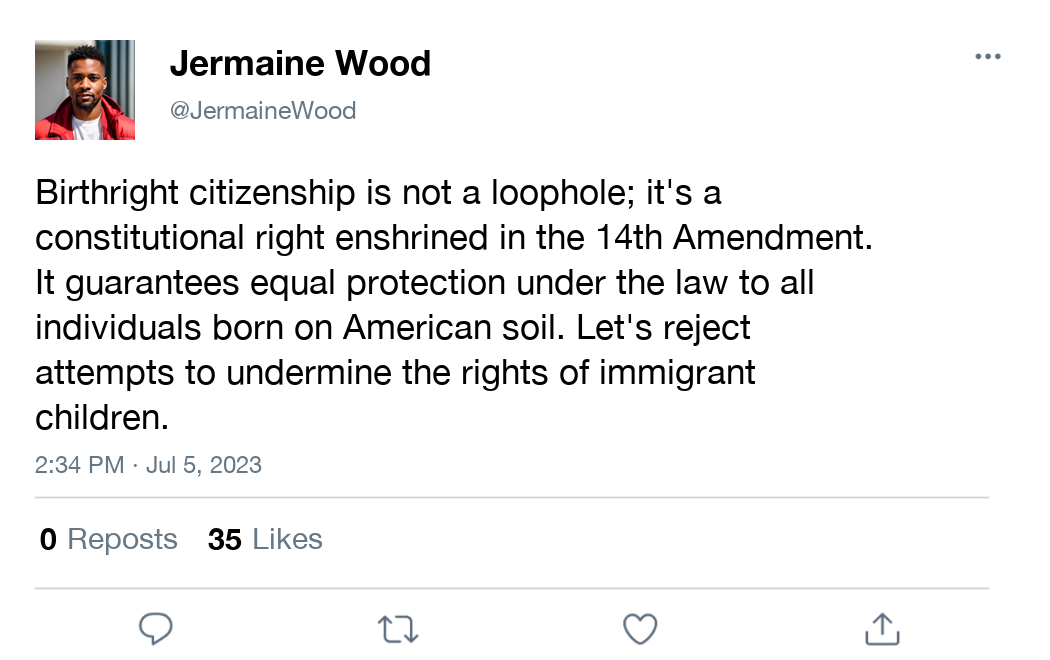 Jermaine Wood
@JermaineWood
Birthright citizenship is not a loophole; it's a
constitutional right enshrined in the 14th Amendment.
It guarantees equal protection under the law to all
individuals born on American soil. Let's reject
attempts to undermine the rights of immigrant
children.
2:34 PM · Jul 5, 2023
0 Reposts 35 Likes